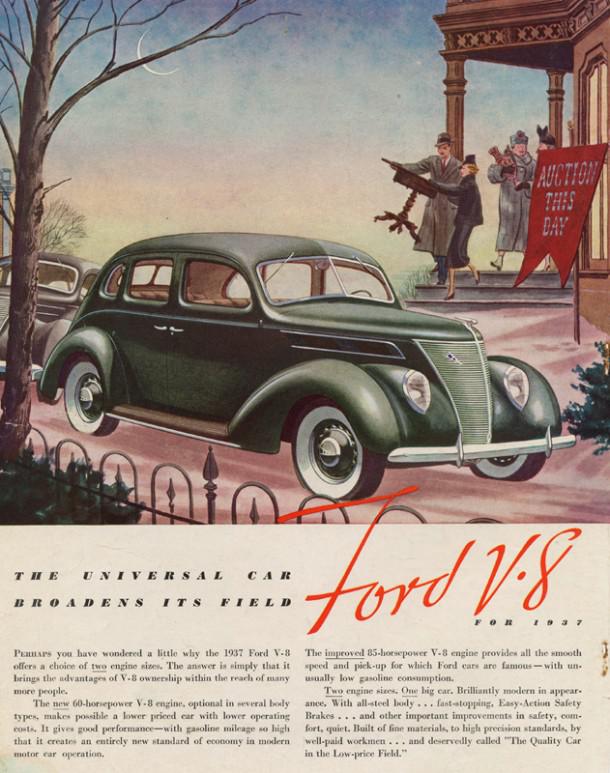 AUCTION
THIS
DAY
THE UNIVERSAL CAR
BROADENS ITS FIELD
Ford V·8
FOR 1937
PERHAPS you have wondered a little why the 1937 Ford V-8
offers a choice of two engine sizes. The answer is simply that it
brings the advantages of V-8 ownership within the reach of many
more people.
The new 60-horsepower V-8 engine, optional in several body
types, makes possible a lower priced car with lower operating
costs. It gives good performance—with gasoline mileage so high
that it creates an entirely new standard of economy in modern
motor car operation.
The improved 85-horsepower V-8 engine provides all the smooth
speed and pick-up for which Ford cars are famous—with un-
usually low gasoline consumption.
Two engine sizes. One big car. Brilliantly modern in appear-
ance. With all-steel body . . . fast-stopping, Easy-Action Safety
Brakes . . . and other important improvements in safety, com-
fort, quiet. Built of fine materials, to high precision standards, by
well-paid workmen . . . and deservedly called "The Quality Car
in the Low-price Field."